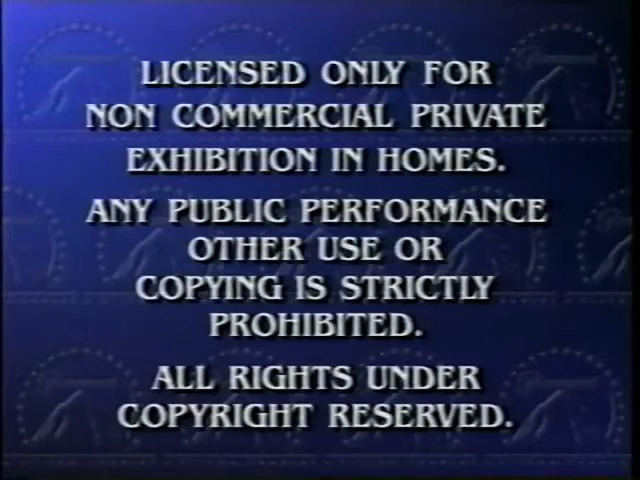 LICENSED ONLY FOR
NON COMMERCIAL PRIVATE
EXHIBITION IN HOMES.
ANY PUBLIC PERFORMANCE
OTHER USE OR
COPYING IS STRICTLY
PROHIBITED.
ALL RIGHTS UNDER
COPYRIGHT RESERVED.